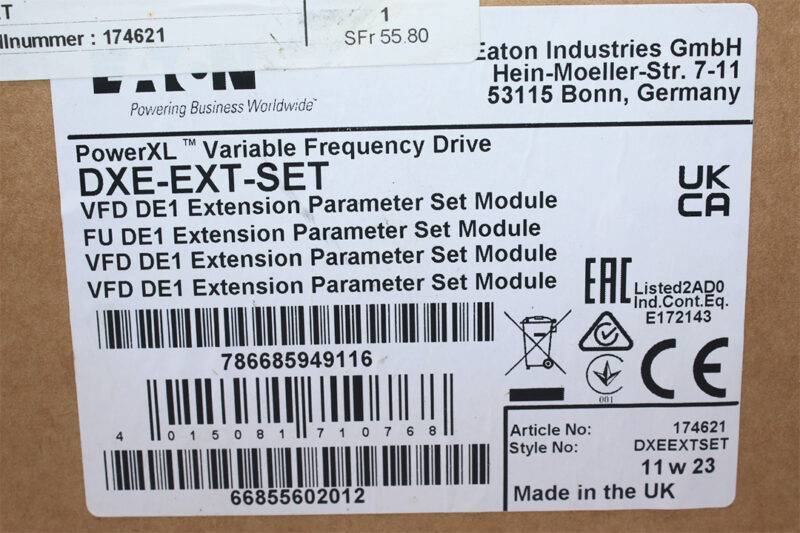 T
llnummer : 174621
1
SFr 55.80
EATON
Powering Business Worldwide™
Eaton Industries GmbH
Hein-Moeller-Str. 7-11
53115 Bonn, Germany
PowerXL™ Variable Frequency Drive
DXE-EXT-SET
VFD DE1 Extension Parameter Set Module
FU DE1 Extension Parameter Set Module
VFD DE1 Extension Parameter Set Module
VFD DE1 Extension Parameter Set Module
UK
CA
EAC
Listed2AD0
Ind.Cont.Eq.
E172143
786685949116
CE
001
4 015081 710768
66855602012
Article No: 174621
Style No: DXEEXTSET
11 w 23
Made in the UK